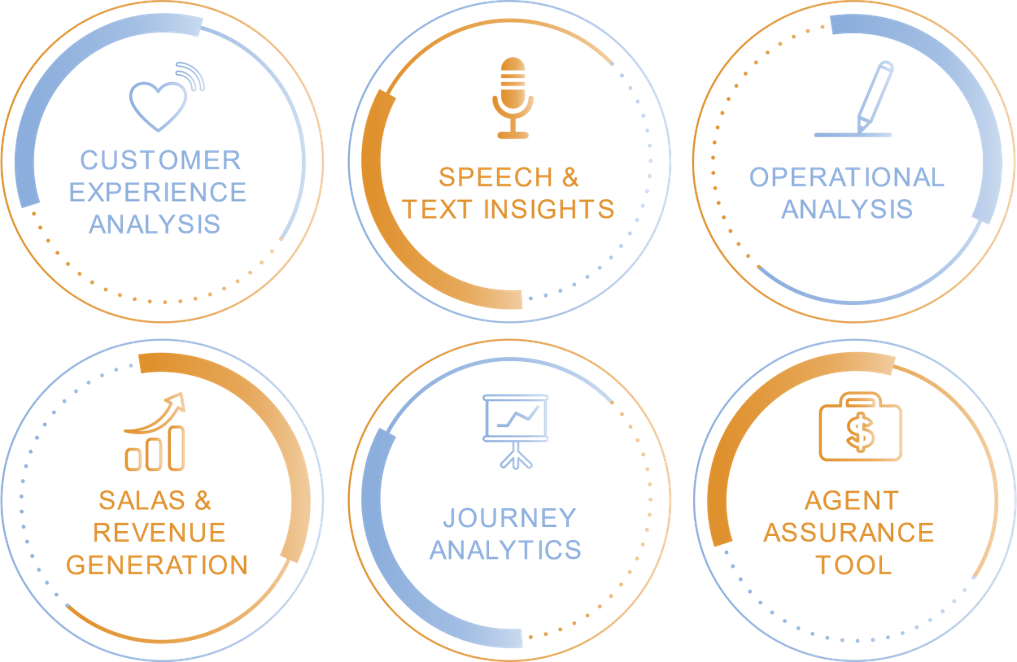 CUSTOMER
EXPERIENCE
ANALYSIS
SPEECH &
TEXT INSIGHTS
OPERATIONAL
ANALYSIS
SALAS &
REVENUE
GENERATION
JOURNEY
ANALYTICS
AGENT
ASSURANCE
TOOL